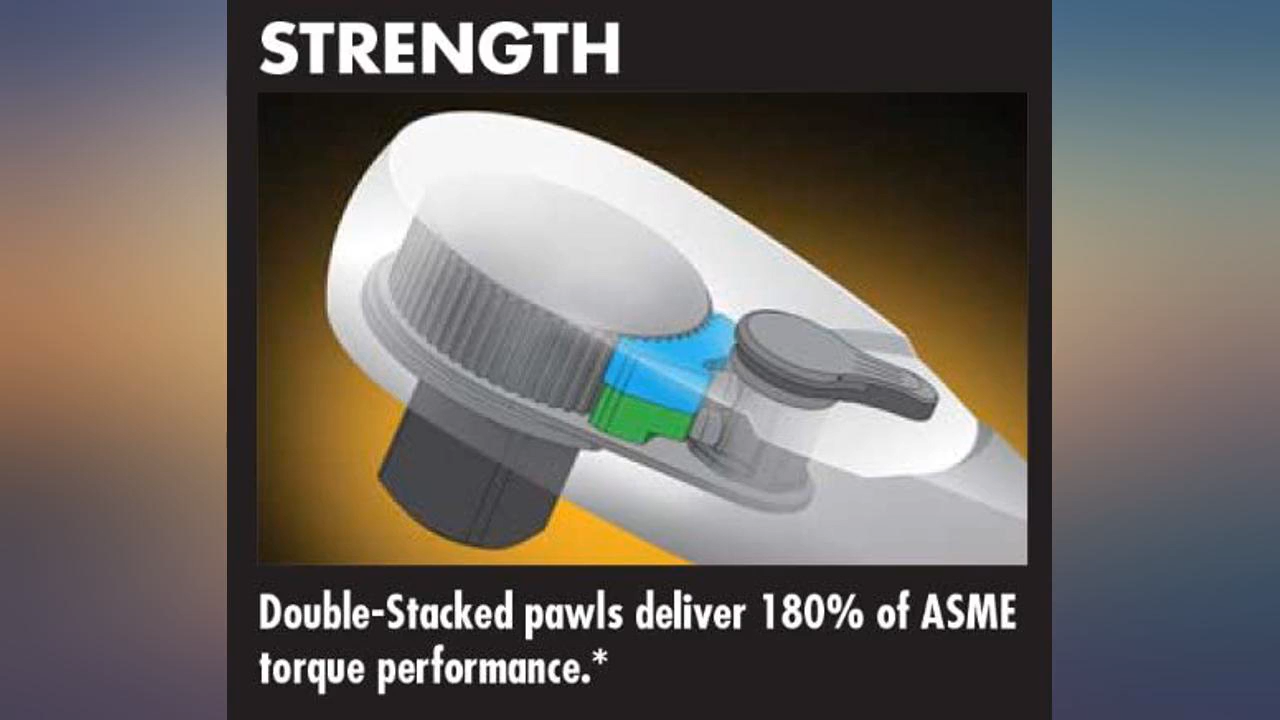 STRENGTH
Double-Stacked pawls deliver 180% of ASME
torque performance.*